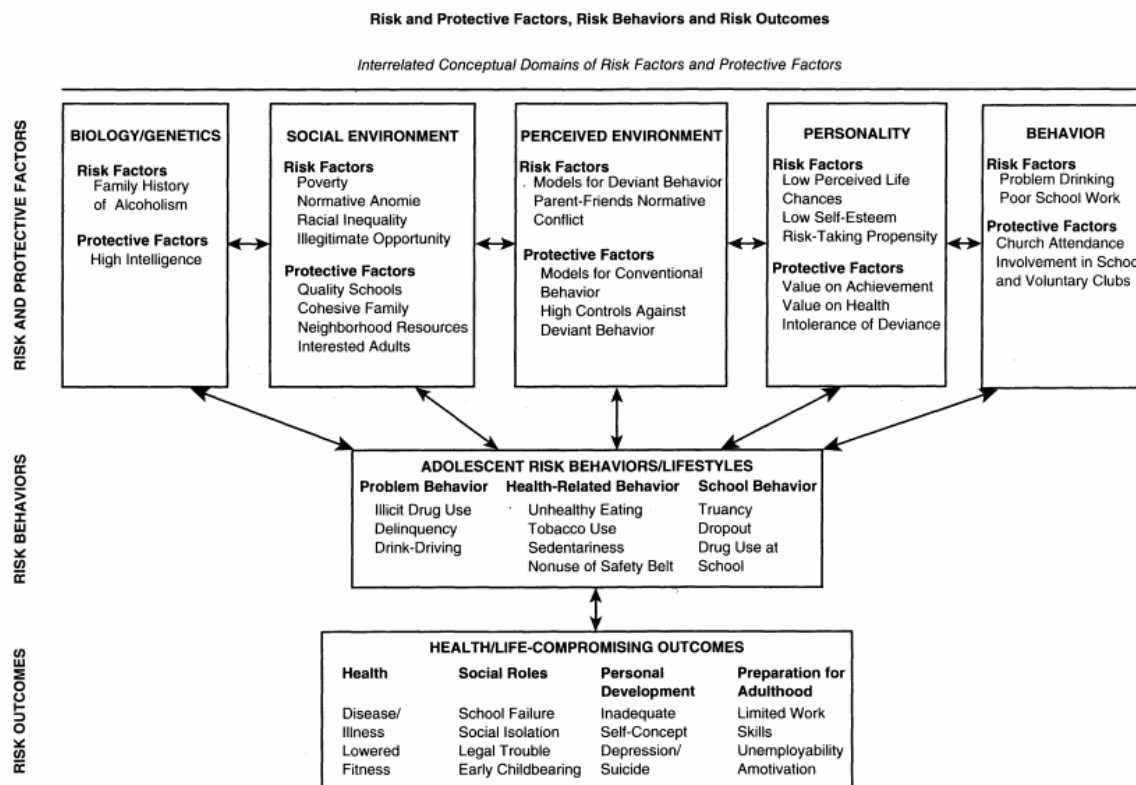 Risk and Protective Factors, Risk Behaviors and Risk Outcomes
Interrelated Conceptual Domains of Risk Factors and Protective Factors
RISK AND PROTECTIVE FACTORS
BIOLOGY/GENETICS
Risk Factors
Family History
of Alcoholism
Protective Factors
High Intelligence
SOCIAL ENVIRONMENT
Risk Factors
Poverty
Normative Anomie
Racial Inequality
Illegitimate Opportunity
Protective Factors
Quality Schools
Cohesive Family
Neighborhood Resources
Interested Adults
PERCEIVED ENVIRONMENT
Risk Factors
Models for Deviant Behavior
Parent-Friends Normative
Conflict
Protective Factors
Models for Conventional
Behavior
High Controls Against
Deviant Behavior
PERSONALITY
Risk Factors
Low Perceived Life
Chances
Low Self-Esteem
Risk-Taking Propensity
Protective Factors
Value on Achievement
Value on Health
Intolerance of Deviance
BEHAVIOR
Risk Factors
Problem Drinking
Poor School Work
Protective Factors
Church Attendance
Involvement in School
and Voluntary Clubs
RISK BEHAVIORS
ADOLESCENT RISK BEHAVIORS/LIFESTYLES
Problem Behavior
Illicit Drug Use
Delinquency
Drink-Driving
Health-Related Behavior
Unhealthy Eating
Tobacco Use
Sedentariness
Nonuse of Safety Belt
School Behavior
Truancy
Dropout
Drug Use at
School
RISK OUTCOMES
HEALTH/LIFE-COMPROMISING OUTCOMES
Health
Disease/
Illness
Lowered
Fitness
Social Roles
School Failure
Social Isolation
Legal Trouble
Early Childbearing
Personal
Development
Inadequate
Self-Concept
Depression/
Suicide
Preparation for
Adulthood
Limited Work
Skills
Unemployability
Amotivation